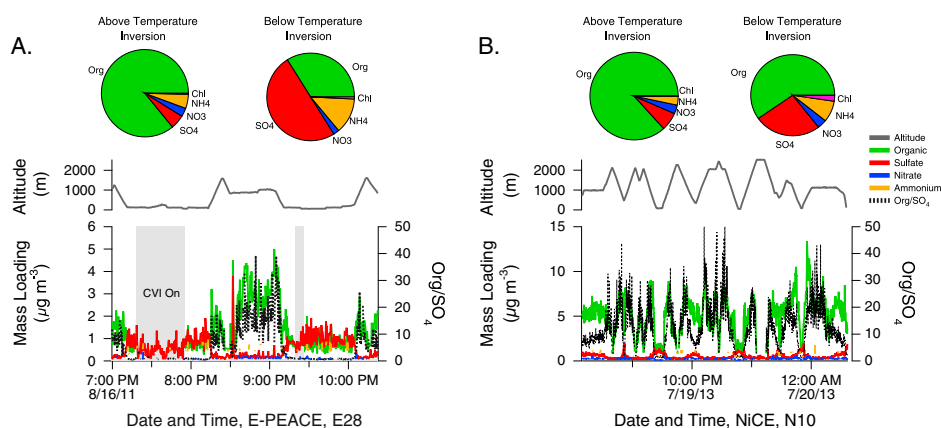 A.
Above Temperature
Inversion
Below Temperature
Inversion
Org
Chl
NH4
NO3
SO4
Org
Chl
NH4
NO3
SO4
Altitude
(m)
2000
1000
0
Mass Loading
(µg m-3)
6
5
4
3
2
1
0
CVI On
50
40
30
20
10
0
Org/SO4
7:00 PM
8/16/11
8:00 PM
9:00 PM
10:00 PM
Date and Time, E-PEACE, E28
B.
Above Temperature
Inversion
Below Temperature
Inversion
Org
Chl
NH4
NO3
SO4
Org
Chl
NH4
NO3
SO4
Altitude
Organic
Sulfate
Nitrate
Ammonium
Org/SO4
Altitude
(m)
2000
1000
0
Mass Loading
(µg m-3)
15
10
5
0
50
40
30
20
10
0
Org/SO4
10:00 PM
7/19/13
12:00 AM
7/20/13
Date and Time, NiCE, N10